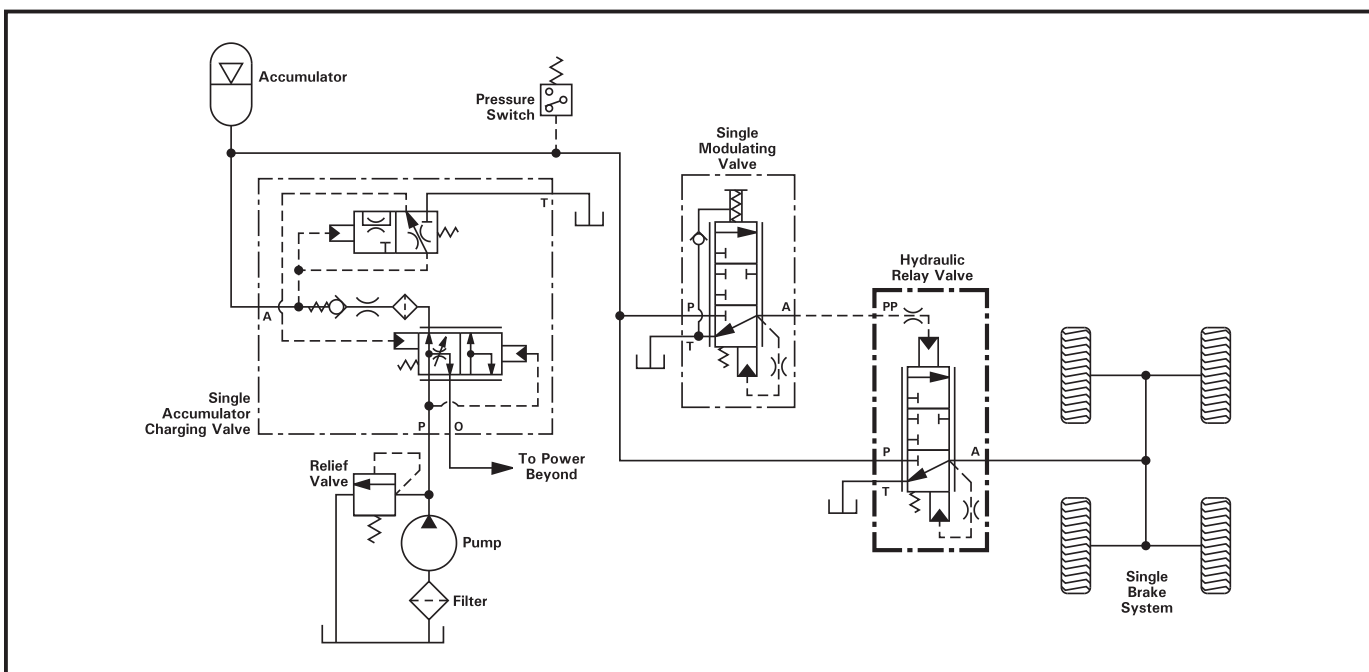 Accumulator
Pressure
Switch
Single
Modulating
Valve
T
Hydraulic
Relay Valve
A
P
A
T
PP
Single
Accumulator
Charging Valve
P
O
To Power
Beyond
Relief
Valve
P
A
T
Pump
Filter
Single
Brake
System